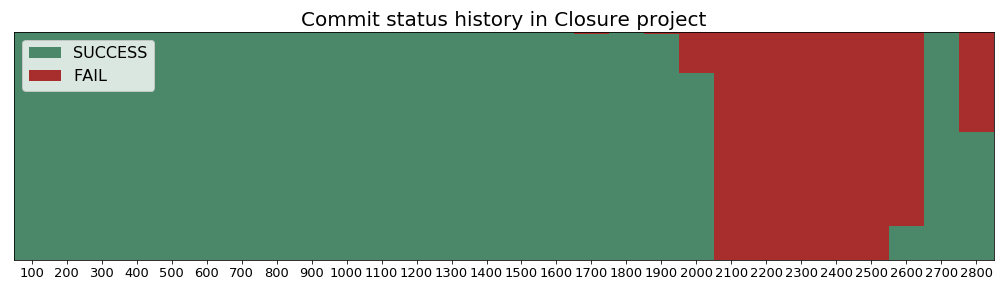 Commit status history in Closure project
SUCCESS
FAIL
100 200 300 400 500 600 700 800 900 1000 1100 1200 1300 1400 1500 1600 1700 1800 1900 2000 2100 2200 2300 2400 2500 2600 2700 2800